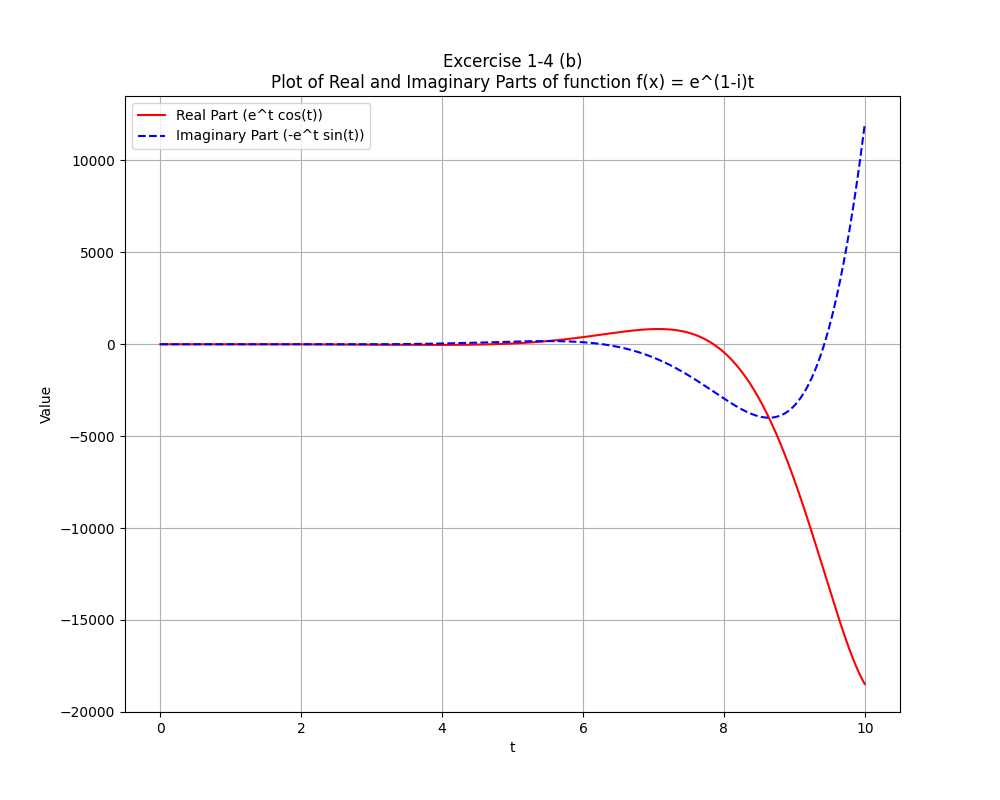 Excercise 1-4 (b)
Plot of Real and Imaginary Parts of function f(x) = e^(1-i)t
Real Part (e^t cos(t))
Imaginary Part (-e^t sin(t))
10000
5000
0
−5000
−10000
−15000
−20000
Value
0 2 4 6 8 10
t